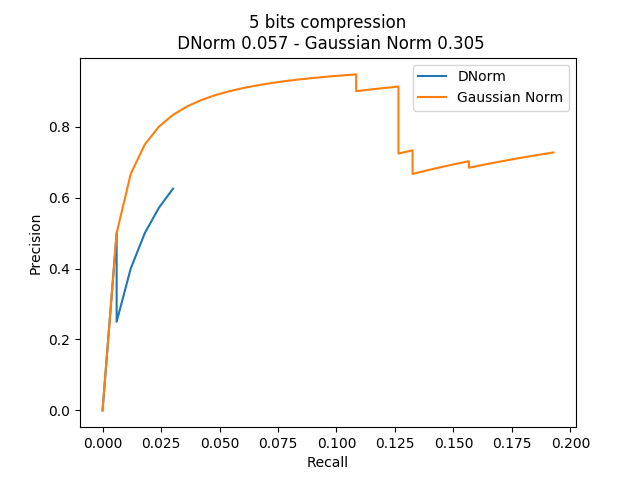 5 bits compression
DNorm 0.057 - Gaussian Norm 0.305
DNorm
Gaussian Norm
Precision
0.8
0.6
0.4
0.2
0.0
0.000 0.025 0.050 0.075 0.100 0.125 0.150 0.175 0.200
Recall